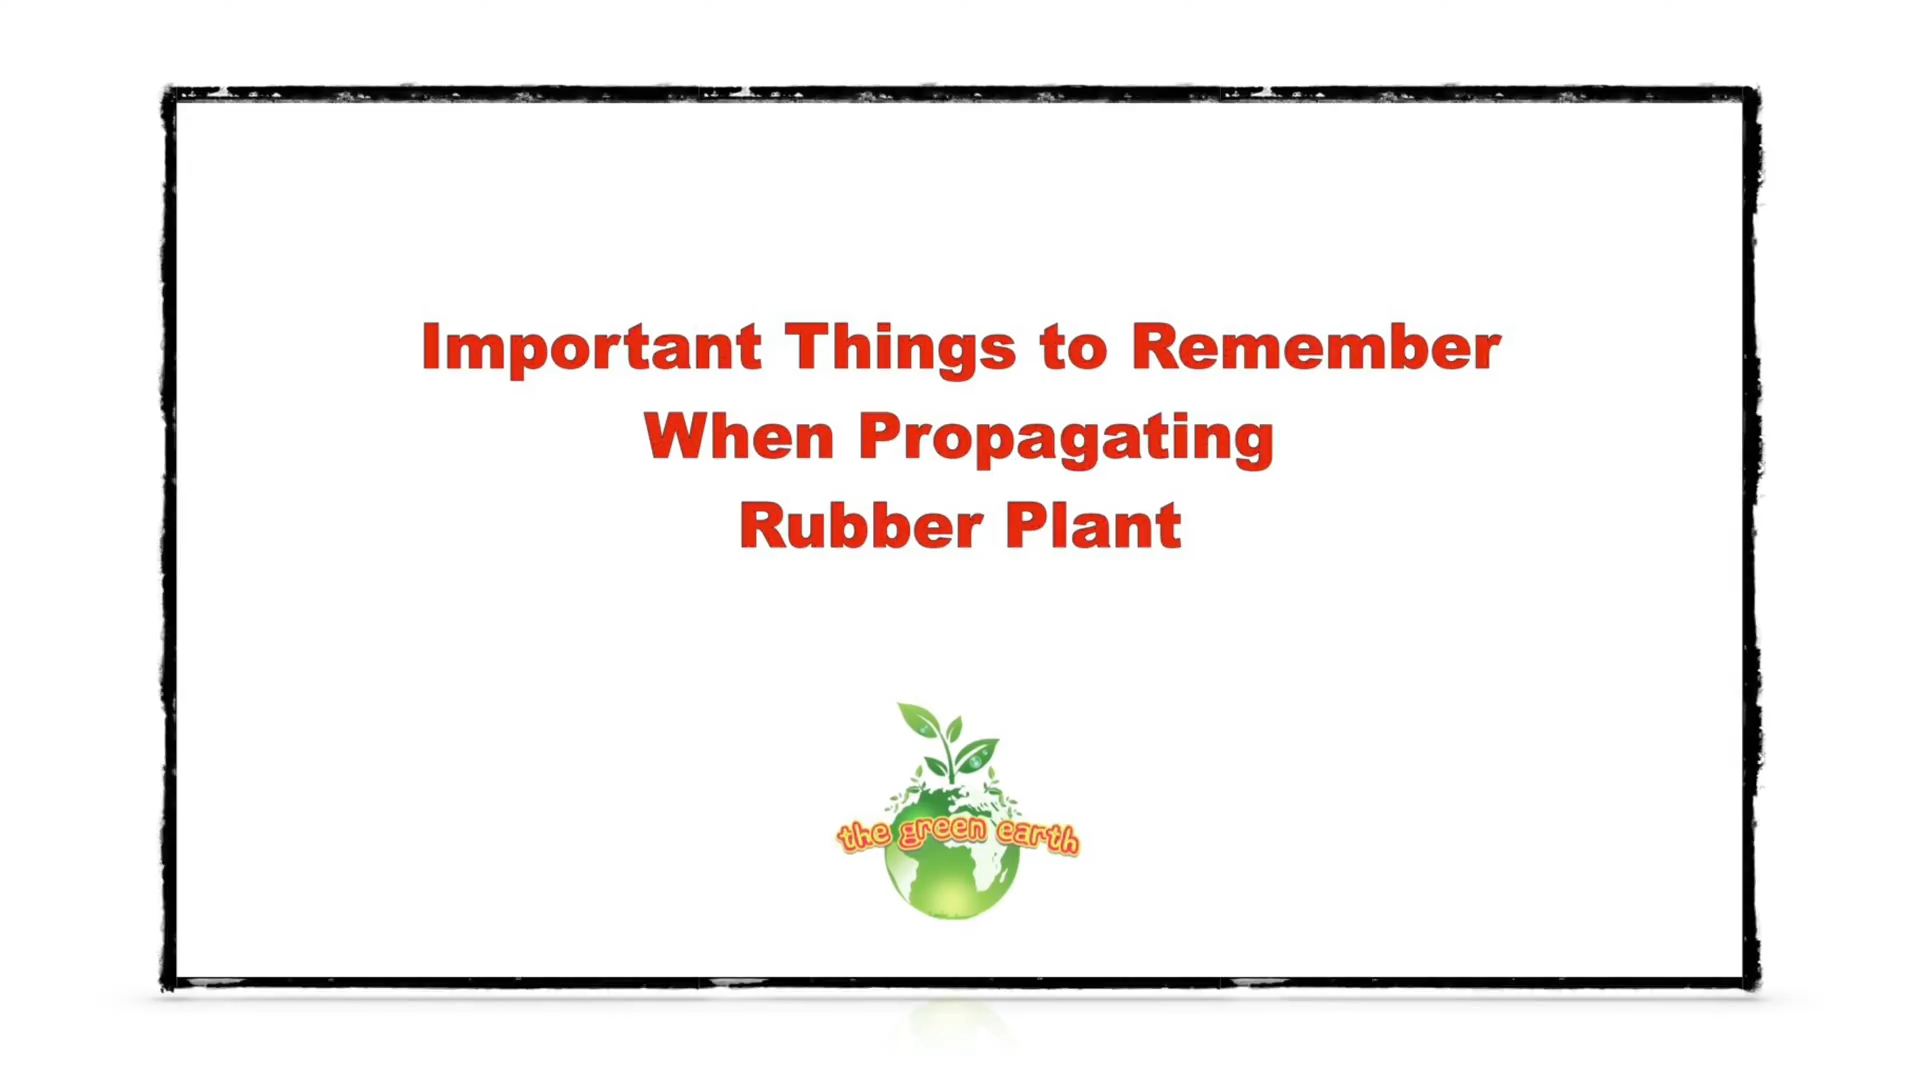 Important Things to Remember
When Propagating
Rubber Plant
the green earth